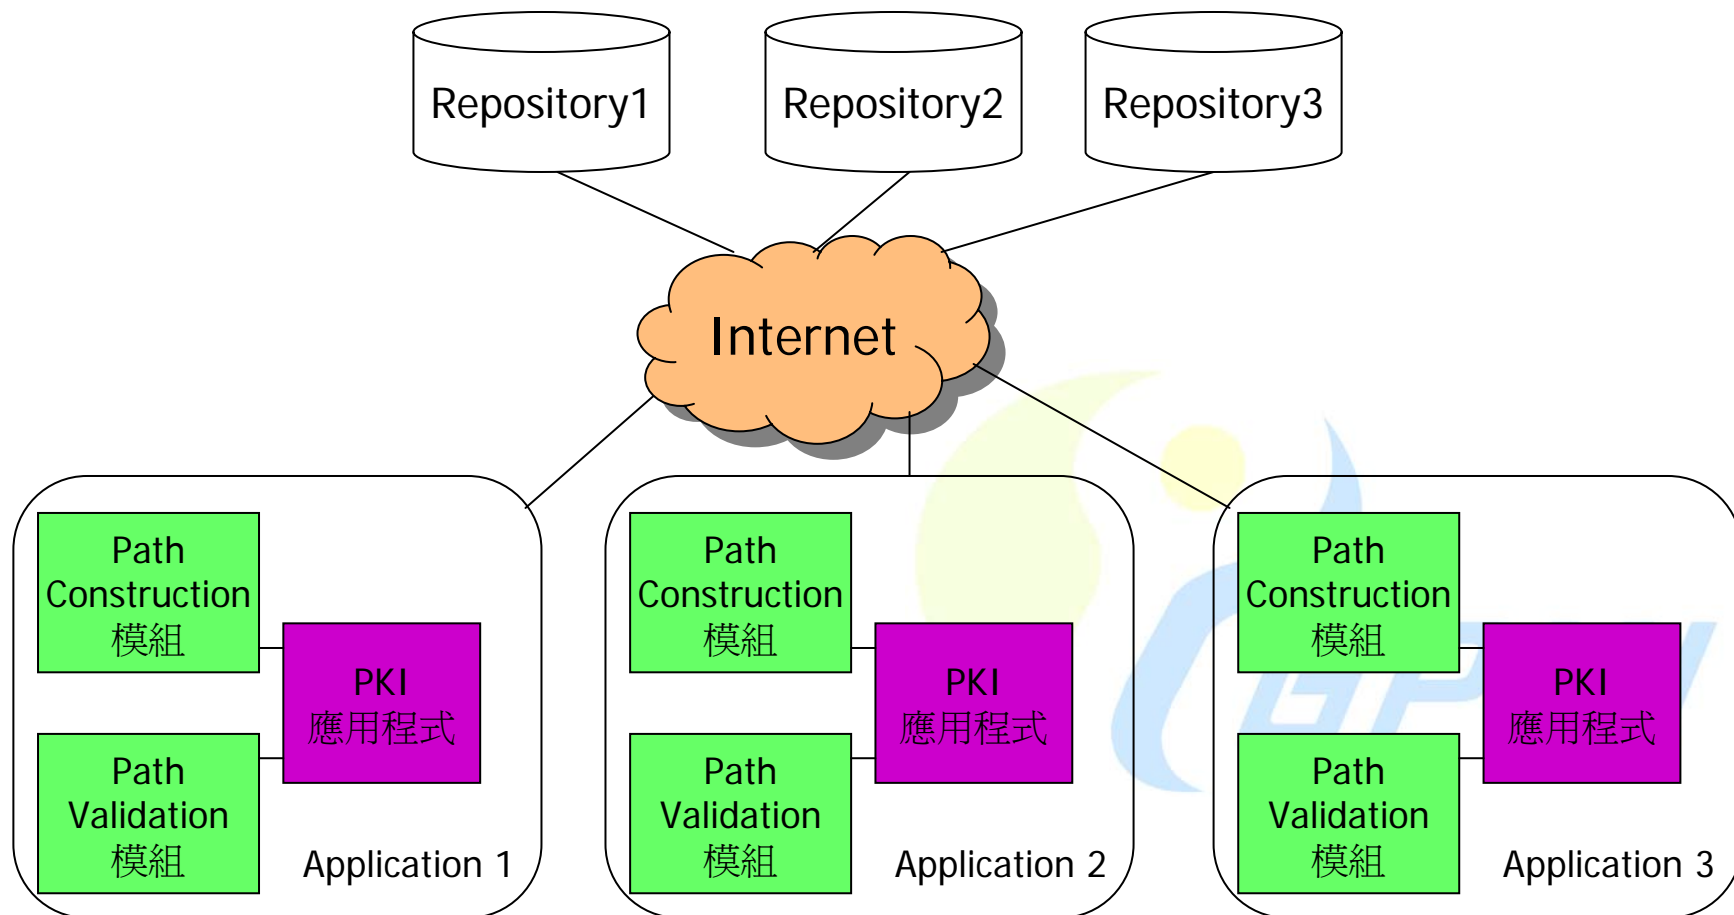 Repository1
Repository2
Repository3
Internet
Path
Construction
模組
PKI
應用程式
Path
Validation
模組
Application 1
Path
Construction
模組
PKI
應用程式
Path
Validation
模組
Application 2
Path
Construction
模組
PKI
應用程式
Path
Validation
模組
Application 3